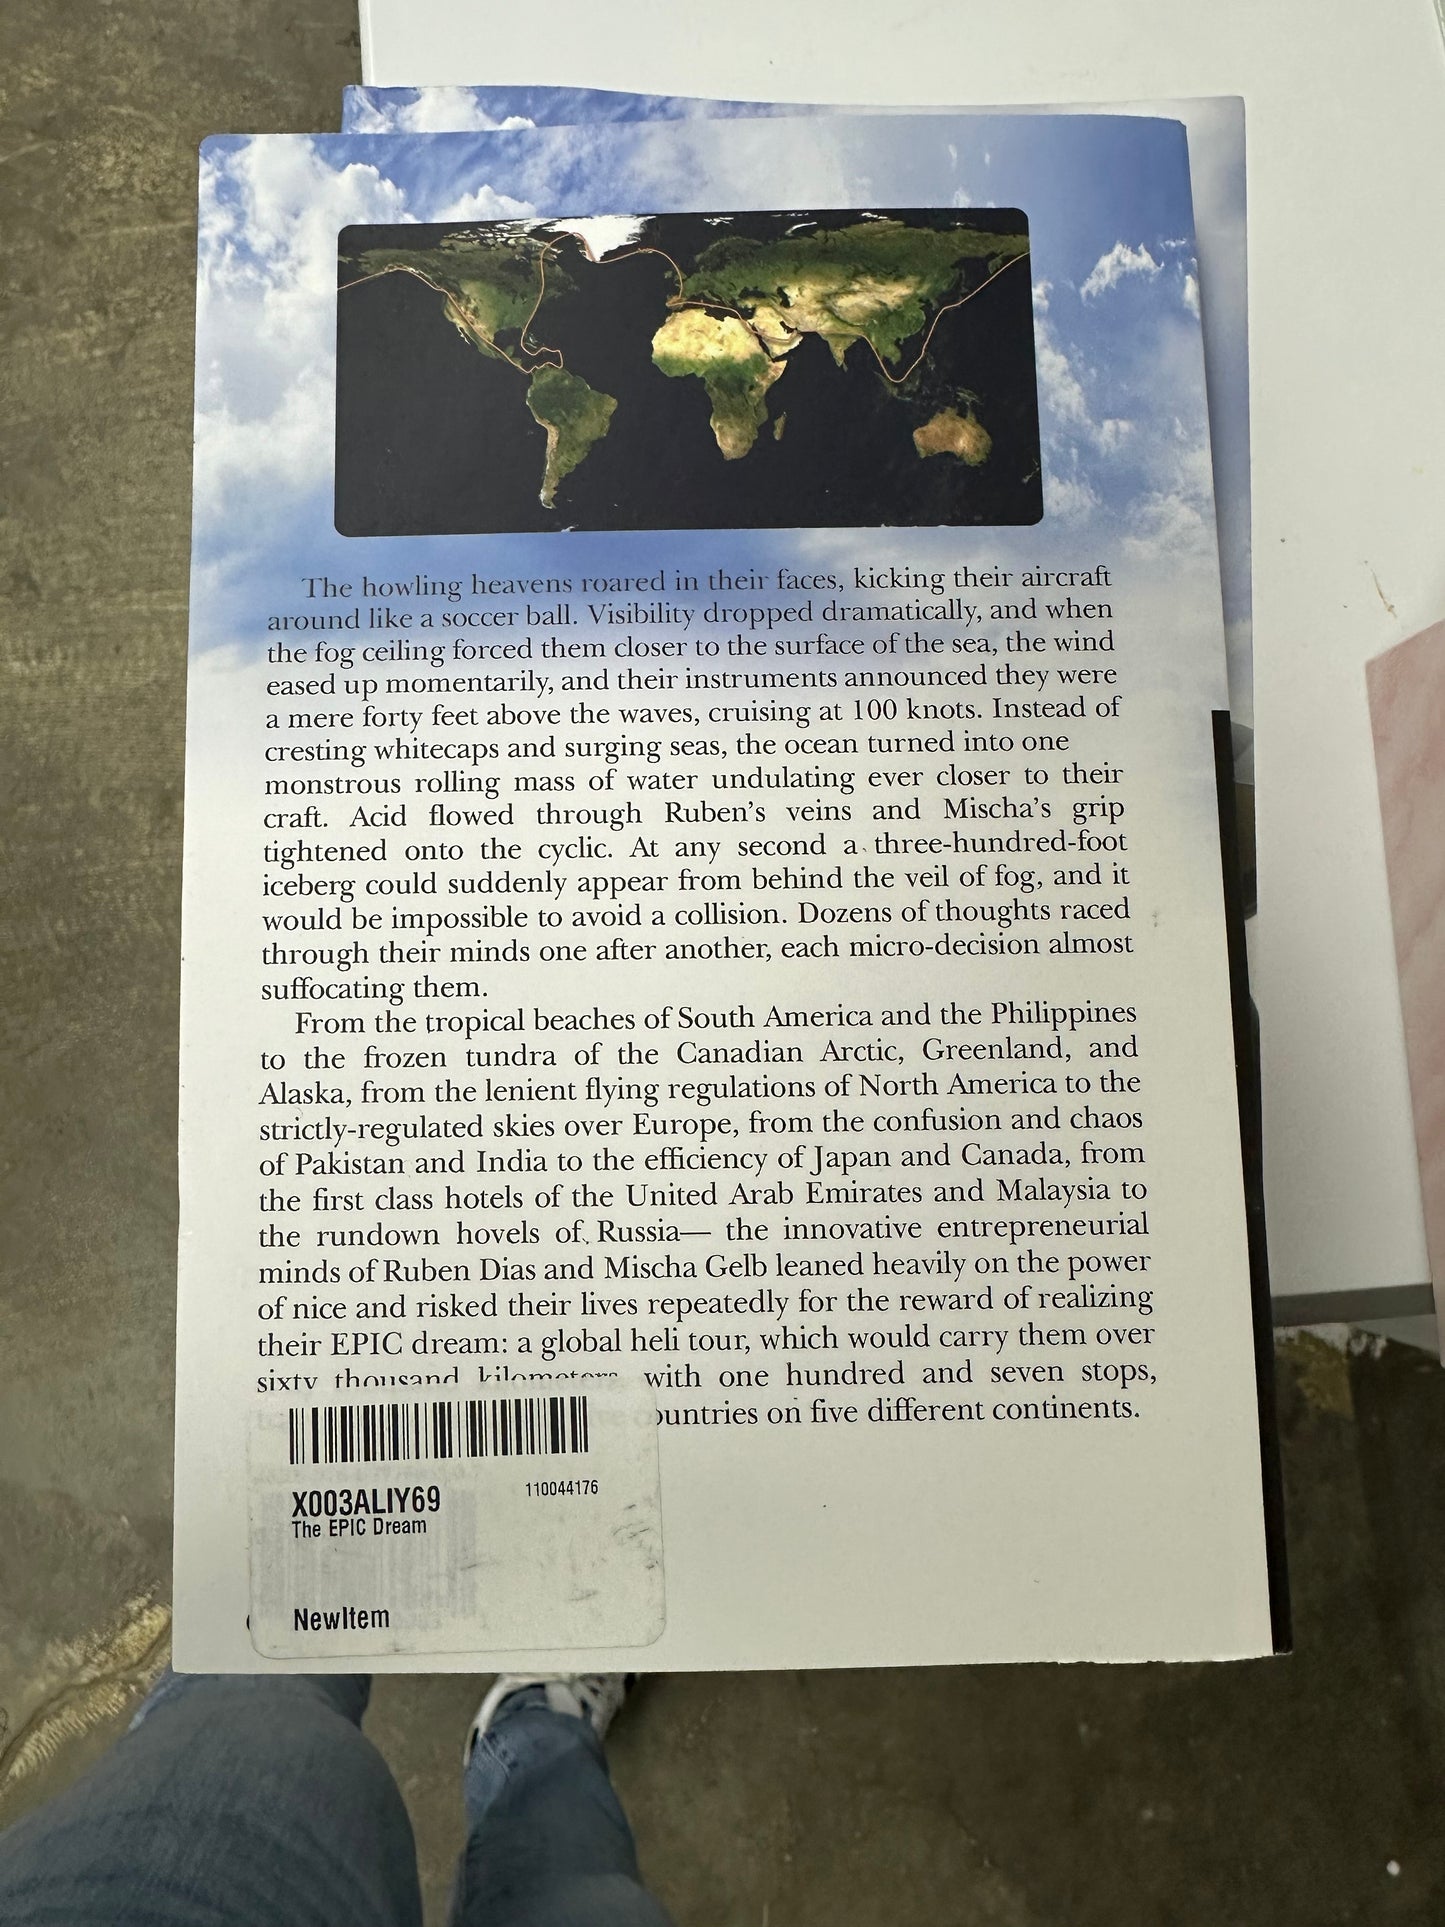 The howling heavens roared in their faces, kicking their aircraft
around like a soccer ball. Visibility dropped dramatically, and when
the fog ceiling forced them closer to the surface of the sea, the wind
eased up momentarily, and their instruments announced they were
a mere forty feet above the waves, cruising at 100 knots. Instead of
cresting whitecaps and surging seas, the ocean turned into one
monstrous rolling mass of water undulating ever closer to their
craft. Acid flowed through Ruben's veins and Mischa's grip
tightened onto the cyclic. At any second a three-hundred-foot
iceberg could suddenly appear from behind the veil of fog, and it
would be impossible to avoid a collision. Dozens of thoughts raced
through their minds one after another, each micro-decision almost
suffocating them.
From the tropical beaches of South America and the Philippines
to the frozen tundra of the Canadian Arctic, Greenland, and
Alaska, from the lenient flying regulations of North America to the
strictly-regulated skies over Europe, from the confusion and chaos
of Pakistan and India to the efficiency of Japan and Canada, from
the first class hotels of the United Arab Emirates and Malaysia to
the rundown hovels of Russia— the innovative entrepreneurial
minds of Ruben Dias and Mischa Gelb leaned heavily on the power
of nice and risked their lives repeatedly for the reward of realizing
their EPIC dream: a global heli tour, which would carry them over
sixty thousand kilometers, with one hundred and seven stops,
countries on five different continents.
X003ALIY69
110044176
The EPIC Dream
NewItem